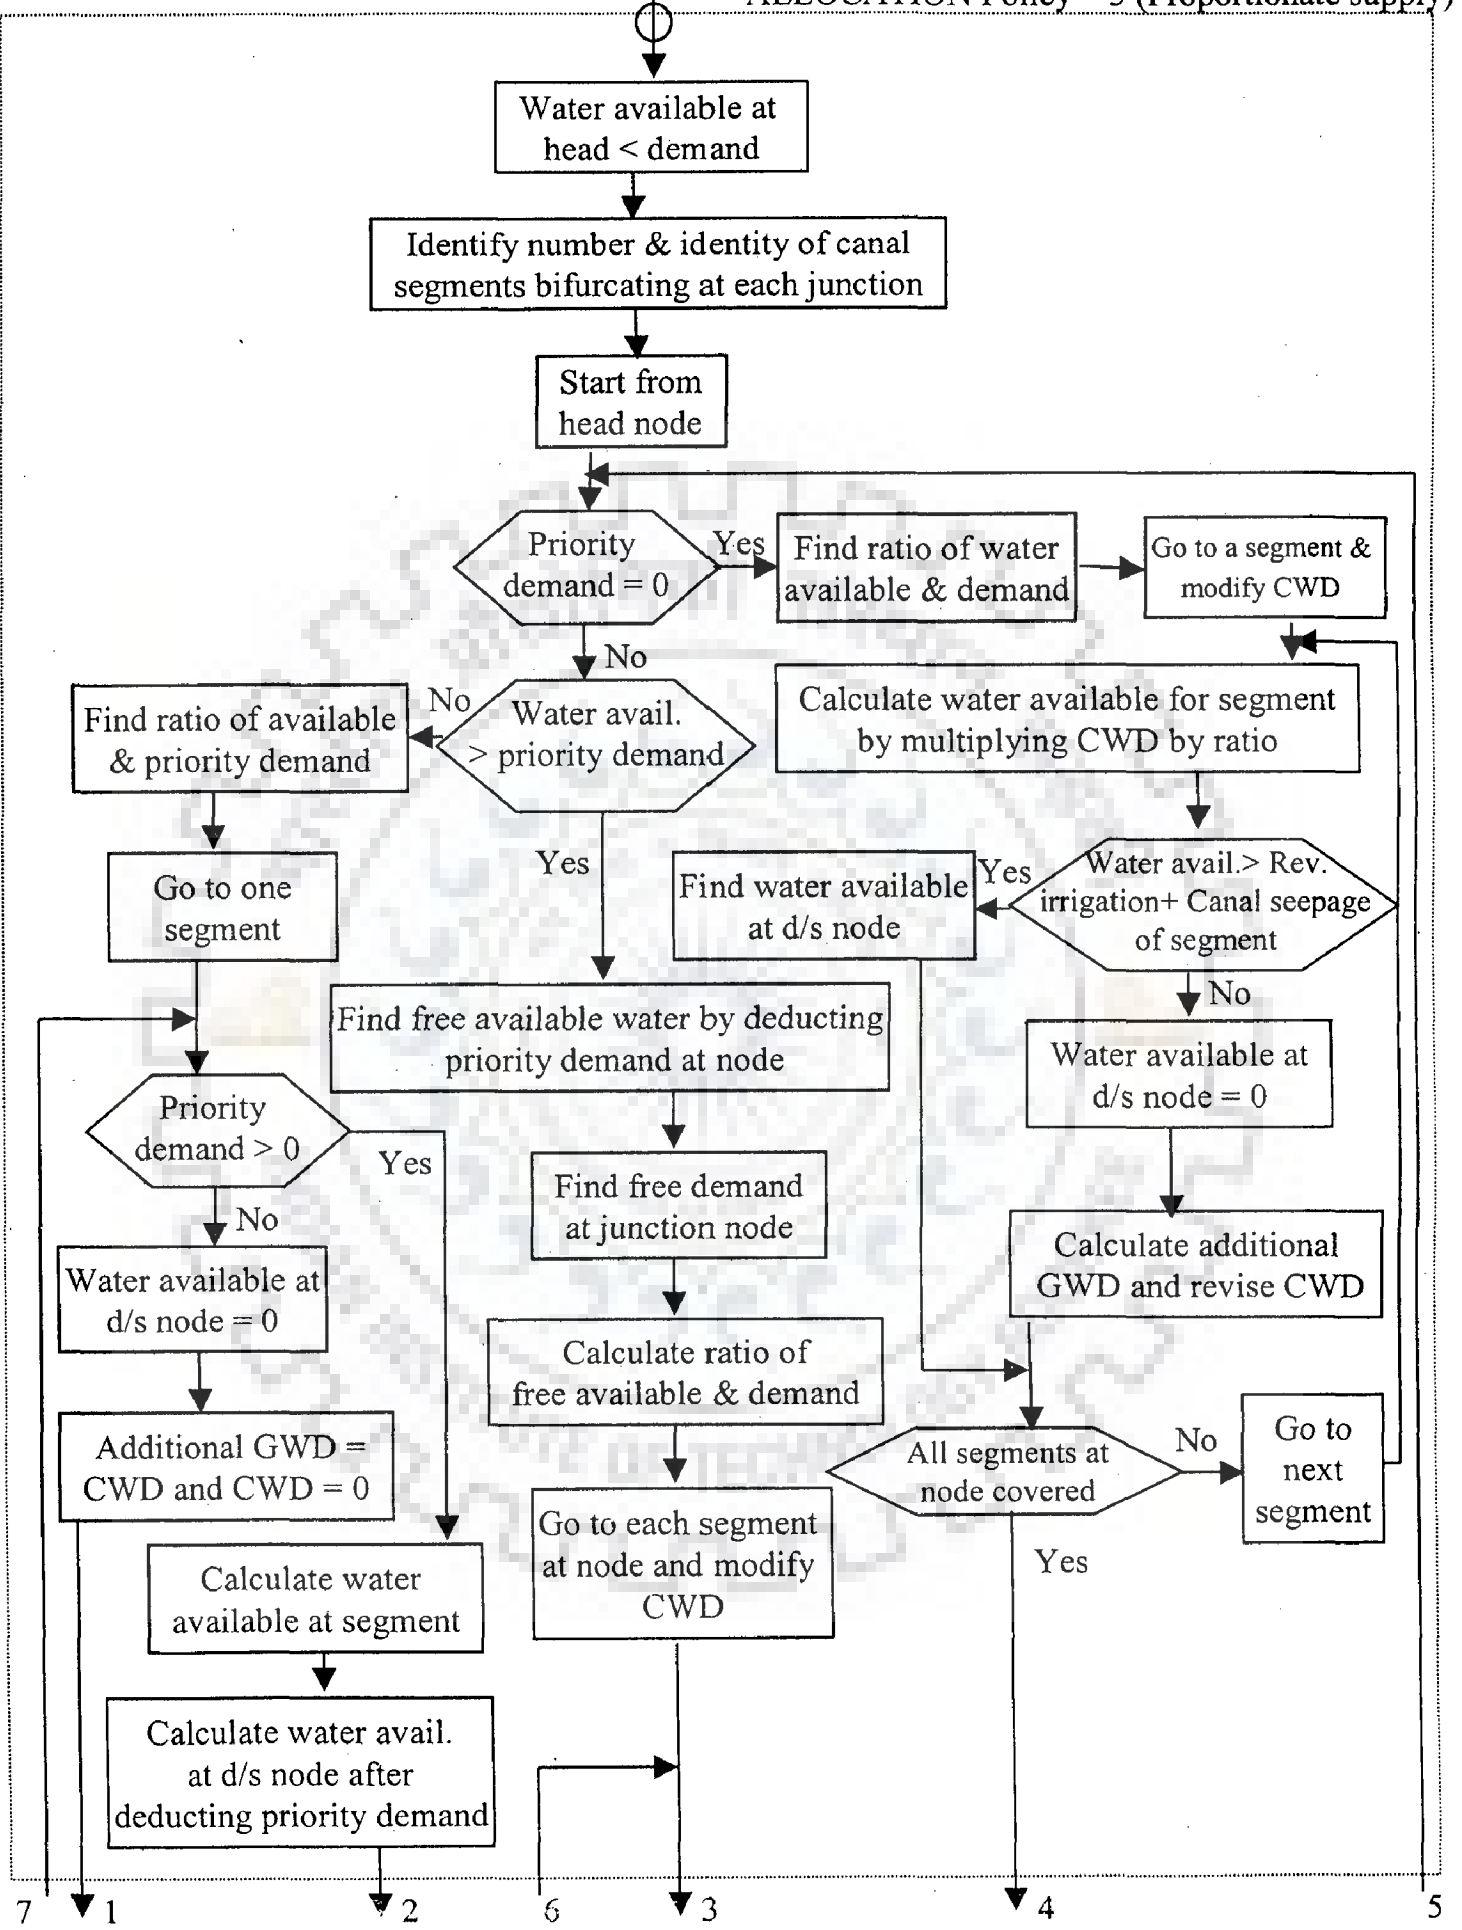 ALLOCATION Policy – 3 (Proportionate supply)
Water available at
head < demand
Identify number & identity of canal
segments bifurcating at each junction
Start from
head node
Priority
demand = 0
Yes
Find ratio of water
available & demand
Go to a segment &
modify CWD
No
Water avail.
> priority demand
No
Find ratio of available
& priority demand
Calculate water available for segment
by multiplying CWD by ratio
Go to one
segment
Yes
Find water available
at d/s node
Yes
Water avail.> Rev.
irrigation+ Canal seepage
of segment
No
Find free available water by deducting
priority demand at node
Water available at
d/s node = 0
Priority
demand > 0
Yes
No
Find free demand
at junction node
Calculate additional
GWD and revise CWD
Water available at
d/s node = 0
Calculate ratio of
free available & demand
Additional GWD =
CWD and CWD = 0
All segments at
node covered
No
Go to
next
segment
Yes
Go to each segment
at node and modify
CWD
Calculate water
available at segment
Calculate water avail.
at d/s node after
deducting priority demand
7
1
2
6
3
4
5